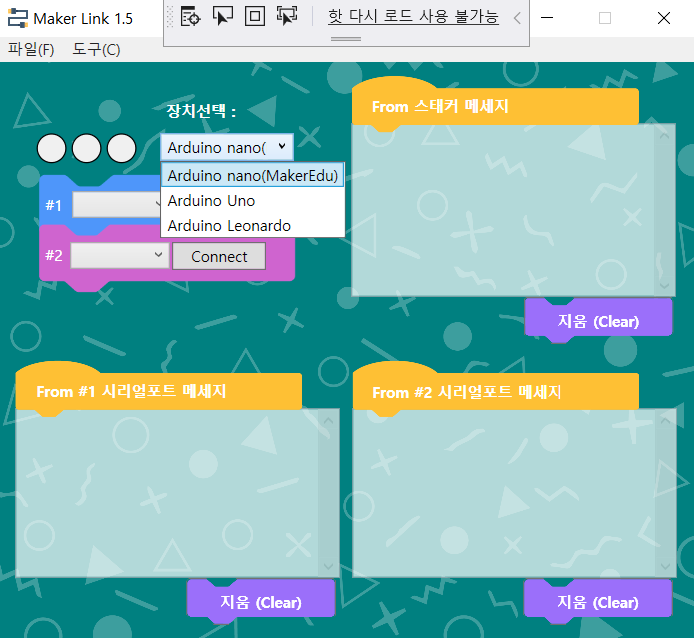 Maker Link 1.5
핫 다시 로드 사용 불가능
파일(F) 도구(C)
장치선택 :
From 스테커 메세지
Arduino nano(
Arduino nano(MakerEdu)
Arduino Uno
Arduino Leonardo
#1
#2
Connect
지움 (Clear)
From #1 시리얼포트 메세지
From #2 시리얼포트 메세지
지움 (Clear)
지움 (Clear)